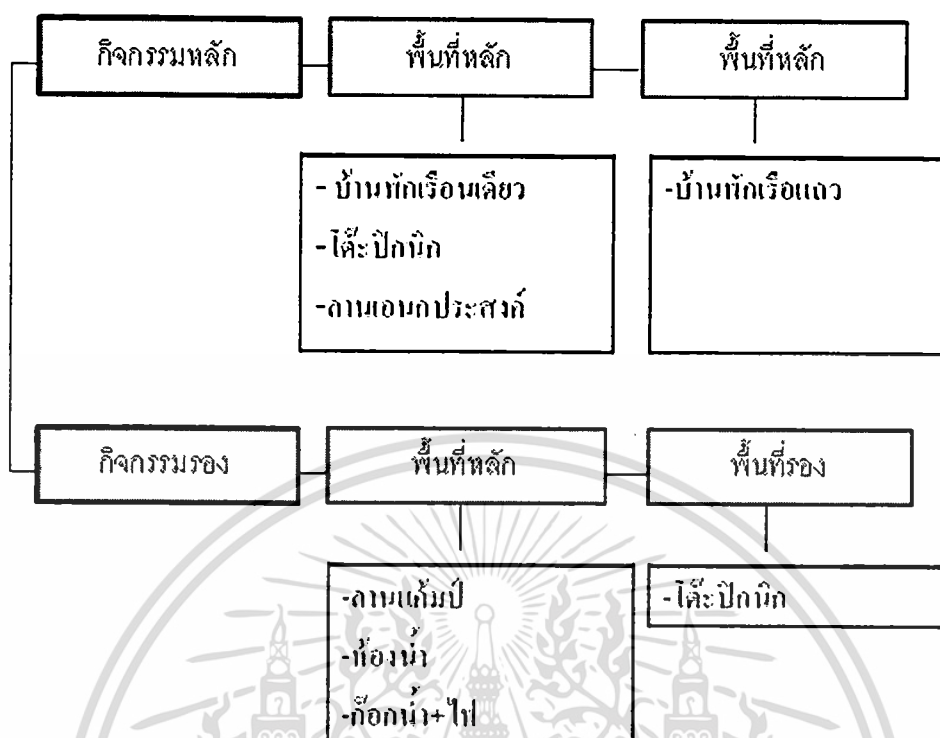 กิจกรรมหลัก
พื้นที่หลัก
พื้นที่หลัก
- บ้านพักเรือนเดียว
-โต๊ะปิกนิก
-ลานเอนกประสงค์
-บ้านพักเรือแถว
กิจกรรมรอง
พื้นที่หลัก
พื้นที่รอง
-ลานแค้มป์
-ห้องน้ำ
-ก๊อกน้ำ+ไฟ
-โต๊ะปิกนิก